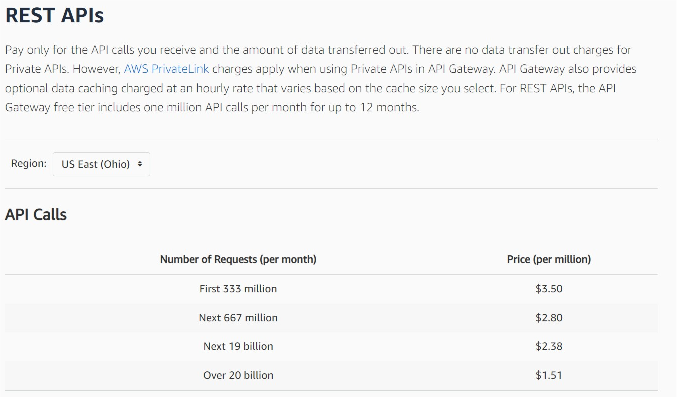 REST APIs
Pay only for the API calls you receive and the amount of data transferred out. There are no data transfer out charges for
Private APIs. However, AWS PrivateLink charges apply when using Private APIs in API Gateway. API Gateway also provides
optional data caching charged at an hourly rate that varies based on the cache size you select. For REST APIs, the API
Gateway free tier includes one million API calls per month for up to 12 months.
Region: US East (Ohio)
API Calls
Number of Requests (per month) Price (per million)
First 333 million $3.50
Next 667 million $2.80
Next 19 billion $2.38
Over 20 billion $1.51